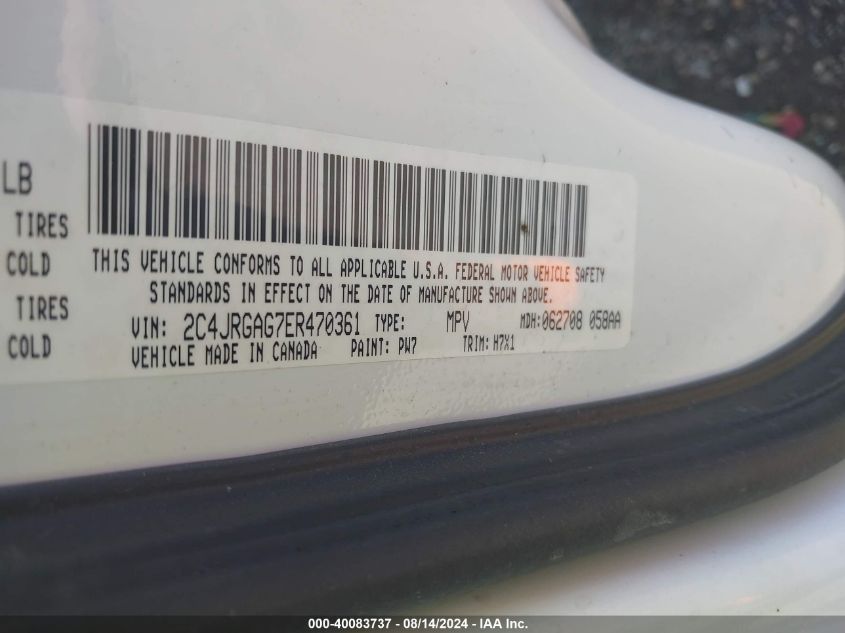 LB
TIRES
COLD
TIRES
COLD
THIS VEHICLE CONFORMS TO ALL APPLICABLE U.S.A. FEDERAL MOTOR VEHICLE SAFETY
STANDARDS IN EFFECT ON THE DATE OF MANUFACTURE SHOWN ABOVE.
VIN: 2C4JRGAG7ER470361 TYPE: MPV MDH:062708 058AA
VEHICLE MADE IN CANADA PAINT: PW7 TRIM: H7X1
000-40083737 - 08/14/2024 - IAA Inc.